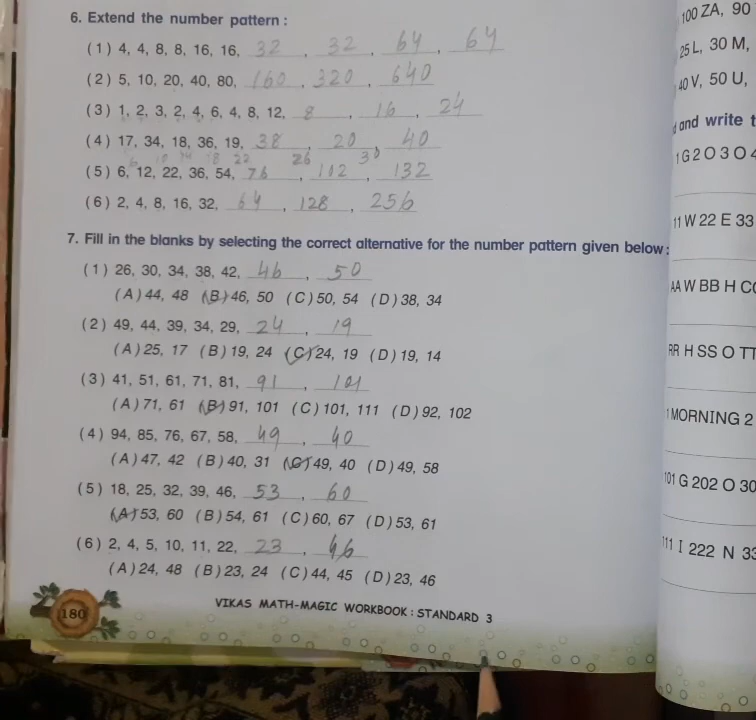 6. Extend the number pattern :
(1) 4, 4, 8, 8, 16, 16, 32, 32, 64, 64
(2) 5, 10, 20, 40, 80, 160, 320, 640
(3) 1, 2, 3, 2, 4, 6, 4, 8, 12, 8, 16, 24
(4) 17, 34, 18, 36, 19, 38, 20, 40
6 10 14 18 22 26 30
(5) 6, 12, 22, 36, 54, 76, 102, 132
(6) 2, 4, 8, 16, 32, 64, 128, 256
7. Fill in the blanks by selecting the correct alternative for the number pattern given below :
(1) 26, 30, 34, 38, 42, 46, 50
(A) 44, 48 (B) 46, 50 (C) 50, 54 (D) 38, 34
(2) 49, 44, 39, 34, 29, 24, 19
(A) 25, 17 (B) 19, 24 (C) 24, 19 (D) 19, 14
(3) 41, 51, 61, 71, 81, 91, 101
(A) 71, 61 (B) 91, 101 (C) 101, 111 (D) 92, 102
(4) 94, 85, 76, 67, 58, 49, 40
(A) 47, 42 (B) 40, 31 (C) 49, 40 (D) 49, 58
(5) 18, 25, 32, 39, 46, 53, 60
(A) 53, 60 (B) 54, 61 (C) 60, 67 (D) 53, 61
(6) 2, 4, 5, 10, 11, 22, 23, 46
(A) 24, 48 (B) 23, 24 (C) 44, 45 (D) 23, 46
180
VIKAS MATH-MAGIC WORKBOOK : STANDARD 3
100 ZA, 90
25 L, 30 M,
40 V, 50 U,
and write t
1 G 2 O 3 O 4
11 W 22 E 33
AA W BB H CC
RR H SS O TT
1 MORNING 2
101 G 202 O 30
111 I 222 N 33